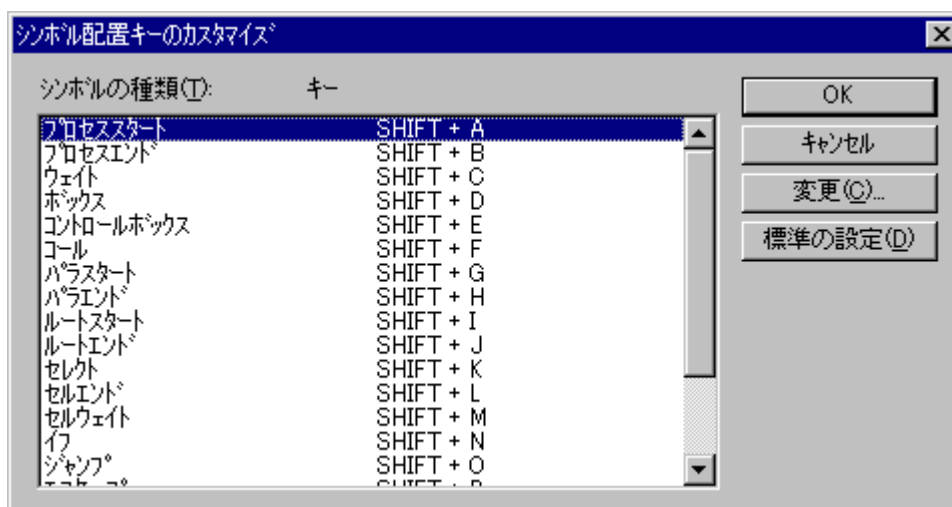 シンボル配置キーのカスタマイズ
シンボルの種類(T): キー
プロセススタート SHIFT + A
プロセスエンド SHIFT + B
ウェイト SHIFT + C
ボックス SHIFT + D
コントロールボックス SHIFT + E
コール SHIFT + F
パラスタート SHIFT + G
パラエンド SHIFT + H
ルートスタート SHIFT + I
ルートエンド SHIFT + J
セレクト SHIFT + K
セルエンド SHIFT + L
セルウェイト SHIFT + M
イフ SHIFT + N
ジャンプ SHIFT + O
OK
キャンセル
変更(C)...
標準の設定(D)